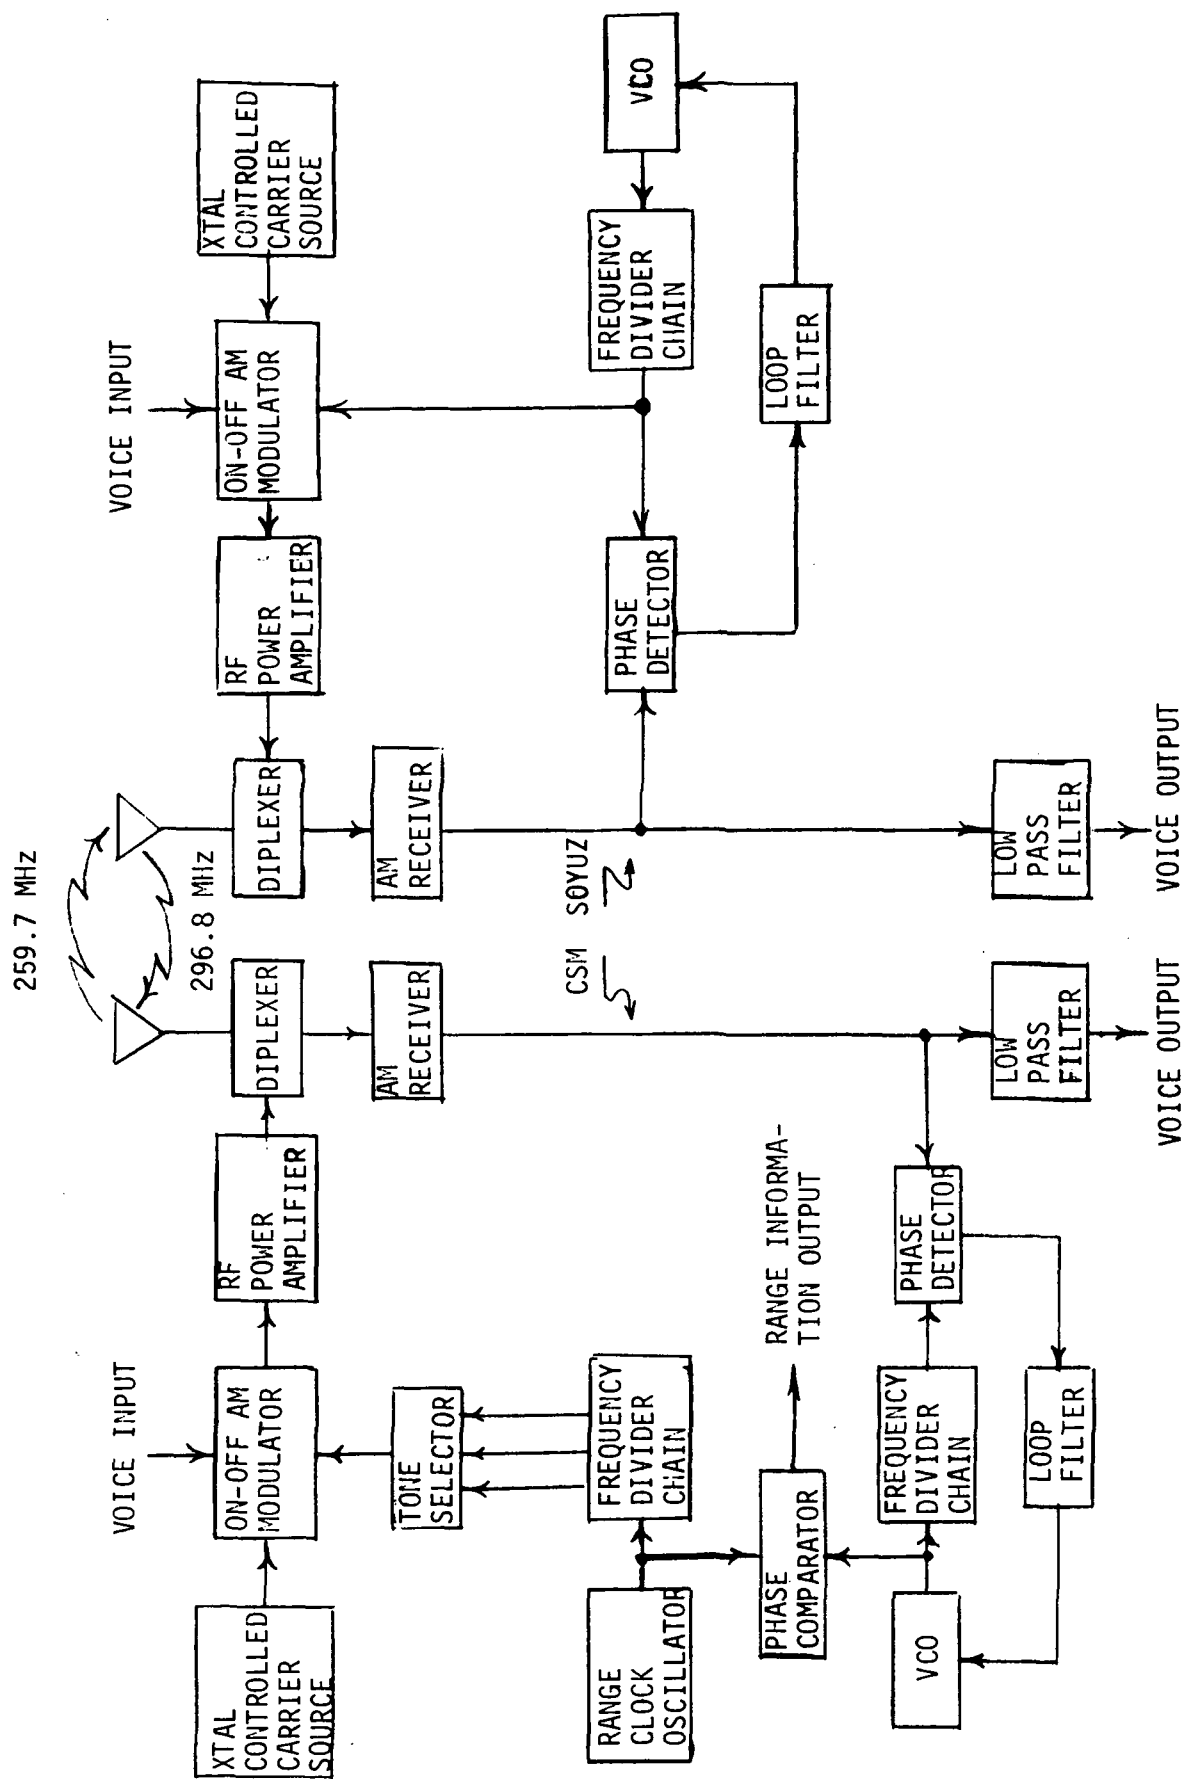 259.7 MHz
296.8 MHz
VOICE INPUT
VOICE INPUT
XTAL
CONTROLLED
CARRIER
SOURCE
ON-OFF AM
MODULATOR
RF
POWER
AMPLIFIER
DIPLEXER
DIPLEXER
RF
POWER
AMPLIFIER
ON-OFF AM
MODULATOR
XTAL
CONTROLLED
CARRIER
SOURCE
TONE
SELECTOR
AM
RECEIVER
AM
RECEIVER
CSM
SOYUZ
RANGE
CLOCK
OSCILLATOR
FREQUENCY
DIVIDER
CHAIN
PHASE
DETECTOR
FREQUENCY
DIVIDER
CHAIN
VCO
PHASE
COMPARATOR
RANGE INFORMA-
TION OUTPUT
LOOP
FILTER
VCO
FREQUENCY
DIVIDER
CHAIN
PHASE
DETECTOR
LOW
PASS
FILTER
LOW
PASS
FILTER
LOOP
FILTER
VOICE OUTPUT
VOICE OUTPUT